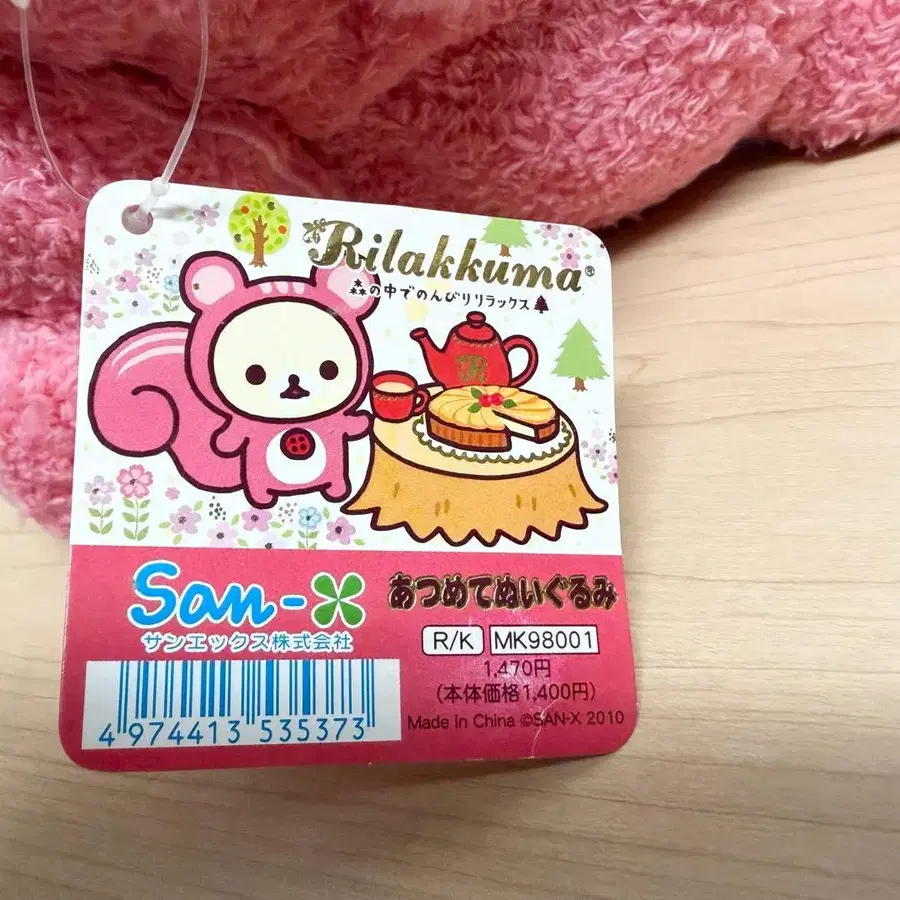 Rilakkuma®
森の中でのんびりリラックス
R
San-X
サンエックス株式会社
あつめてぬいぐるみ
R/K MK98001
1,470円
(本体価格1,400円)
Made In China ©SAN-X 2010
4 974413 535373